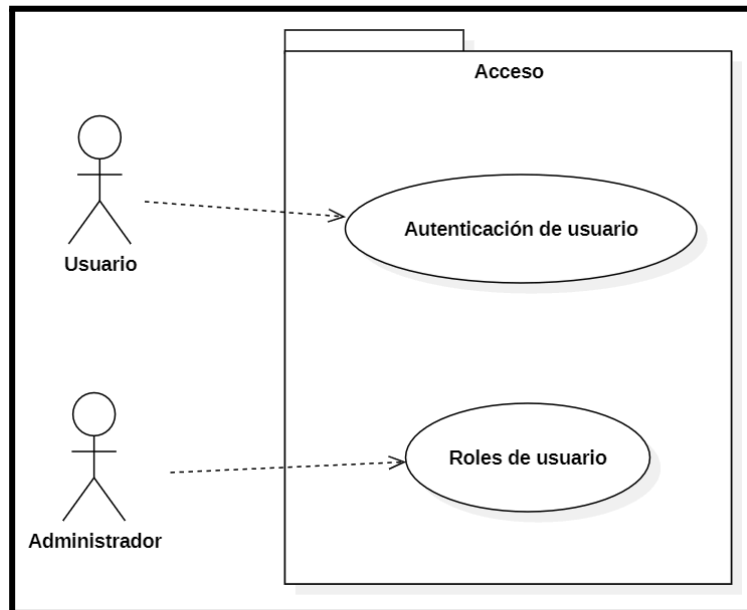 Acceso
Autenticación de usuario
Usuario
Roles de usuario
Administrador